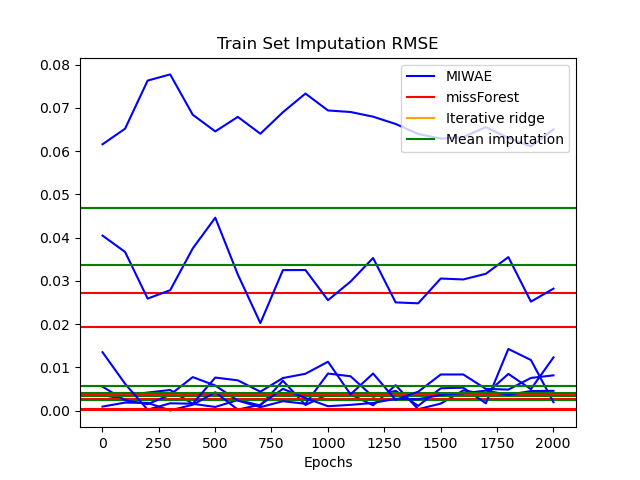 Train Set Imputation RMSE
MIWAE
missForest
Iterative ridge
Mean imputation
0.08
0.07
0.06
0.05
0.04
0.03
0.02
0.01
0.00
0 250 500 750 1000 1250 1500 1750 2000
Epochs